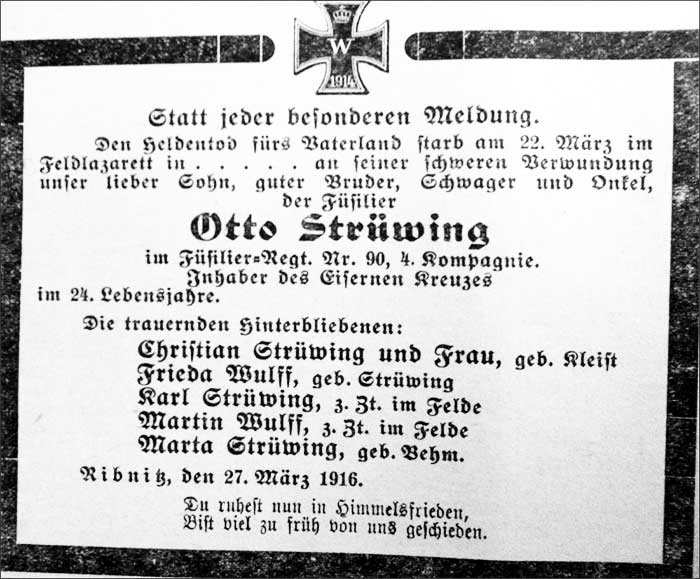 W
1914
Statt jeder besonderen Meldung.
Den Heldentod fürs Vaterland starb am 22. März im
Feldlazarett in . . . . . an seiner schweren Verwundung
unser lieber Sohn, guter Bruder, Schwager und Onkel,
der Füsilier
Otto Strüwing
im Füsilier-Regt. Nr. 90, 4. Kompagnie.
Inhaber des Eisernen Kreuzes
im 24. Lebensjahre.
Die trauernden Hinterbliebenen:
Christian Strüwing und Frau, geb. Kleist
Frieda Wulff, geb. Strüwing
Karl Strüwing, z. Zt. im Felde
Martin Wulff, z. Zt. im Felde
Marta Strüwing, geb. Behm.
Ribnitz, den 27. März 1916.
Du ruhest nun in Himmelsfrieden,
Bist viel zu früh von uns geschieden.